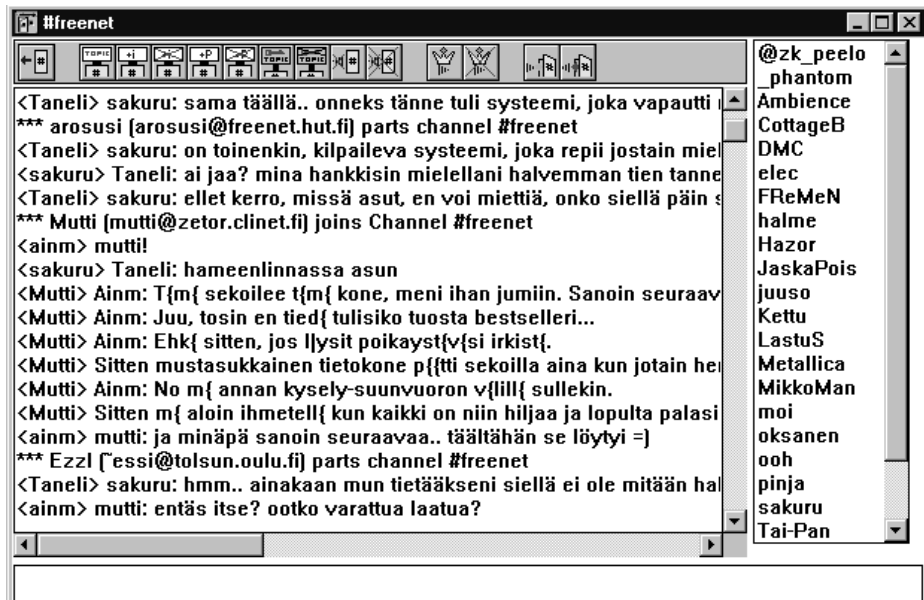 #freenet
TOPIC +i +P TOPIC TOPIC
<Taneli> sakuru: sama täällä.. onneks tänne tuli systeemi, joka vapautti
*** arosusi (arosusi@freenet.hut.fi) parts channel #freenet
<Taneli> sakuru: on toinenkin, kilpaileva systeemi, joka repii jostain
<sakuru> Taneli: ai jaa? mina hankkisin mielellani halvemman tien
<Taneli> sakuru: ellet kerro, missä asut, en voi miettiä, onko siellä päin
*** Mutti (mutti@zetor.clinet.fi) joins Channel #freenet
<ainm> mutti!
<sakuru> Taneli: hameenlinnassa asun
<Mutti> Ainm: T{m{ sekoilee t{m{ kone, meni ihan jumiin. Sanoin seuraav
<Mutti> Ainm: Juu, tosin en tied{ tulisiko tuosta bestselleri...
<Mutti> Ainm: Ehk{ sitten, jos l|ysit poikayst{v{si irkist{.
<Mutti> Sitten mustasukkainen tietokone p{{tti sekoilla aina kun jotain
<Mutti> Ainm: No m{ annan kysely-suunvuoron v{lill{ sullekin.
<Mutti> Sitten m{ aloin ihmetell{ kun kaikki on niin hiljaa ja lopulta palasi
<ainm> mutti: ja minäpä sanoin seuraavaa.. täältähän se löytyi =)
*** Ezzl (~essi@tolsun.oulu.fi) parts channel #freenet
<Taneli> sakuru: hmm.. ainakaan mun tietääkseni siellä ei ole mitään hal
<ainm> mutti: entäs itse? ootko varattua laatua?
@zk_peelo
_phantom
Ambience
CottageB
DMC
elec
FReMeN
halme
Hazor
JaskaPois
juuso
Kettu
LastuS
Metallica
MikkoMan
moi
oksanen
ooh
pinja
sakuru
Tai-Pan